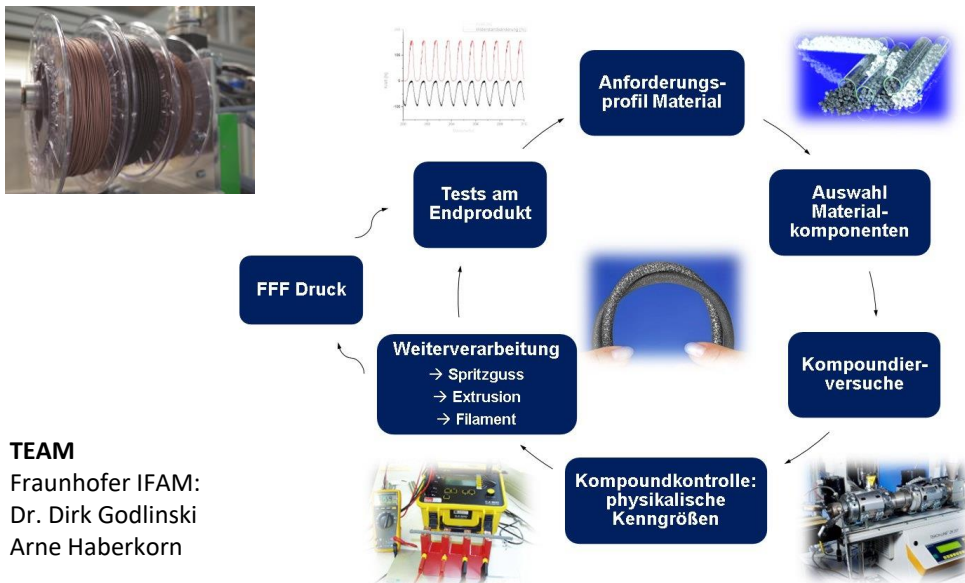 Anforderungs-
profil Material
Auswahl
Material-
komponenten
Kompoundier-
versuche
Kompoundkontrolle:
physikalische
Kenngrößen
Weiterverarbeitung
→ Spritzguss
→ Extrusion
→ Filament
FFF Druck
Tests am
Endprodukt
TEAM
Fraunhofer IFAM:
Dr. Dirk Godlinski
Arne Haberkorn